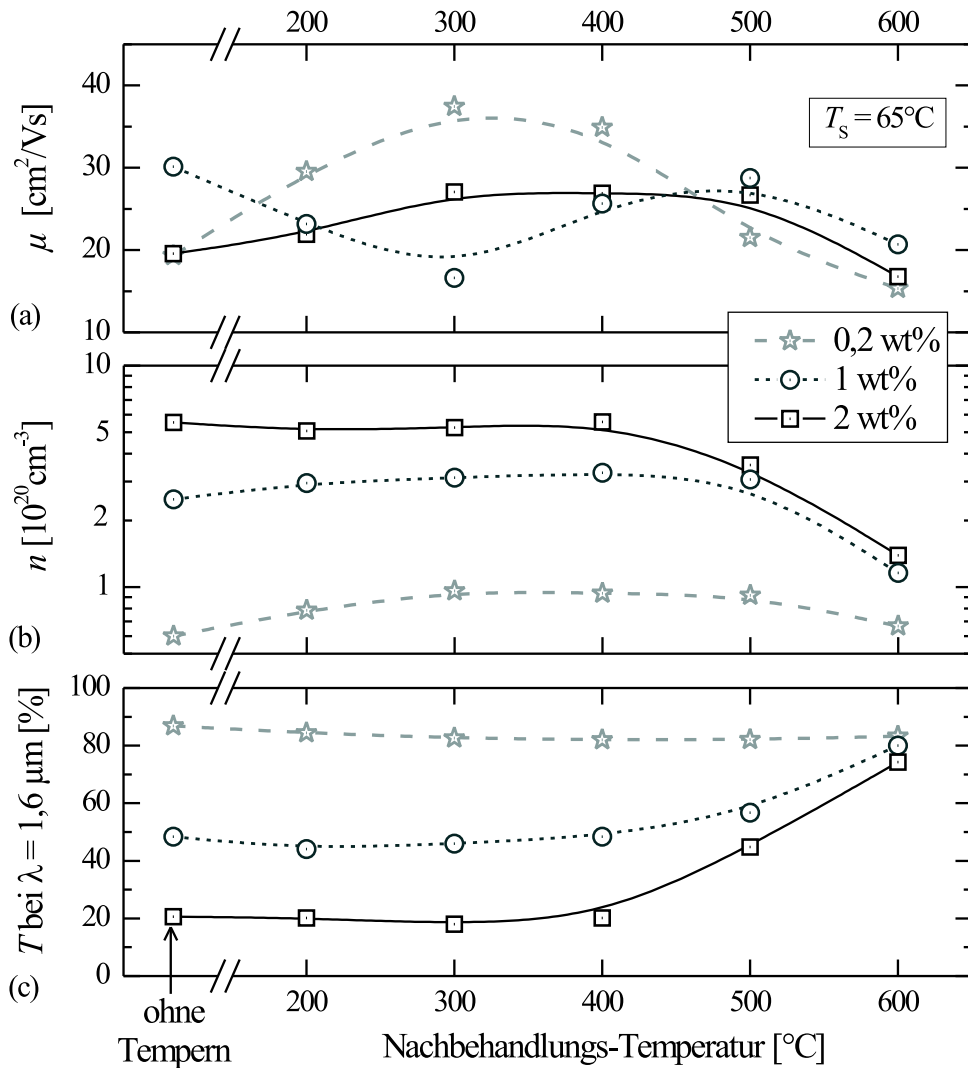 200 300 400 500 600
40
30
20
10
μ [cm²/Vs]
(a)
T_S = 65°C
0,2 wt%
1 wt%
2 wt%
10
5
2
1
n [10²⁰cm⁻³]
(b)
100
80
60
40
20
0
T bei λ = 1,6 μm [%]
(c)
200 300 400 500 600
ohne
Tempern
Nachbehandlungs-Temperatur [°C]